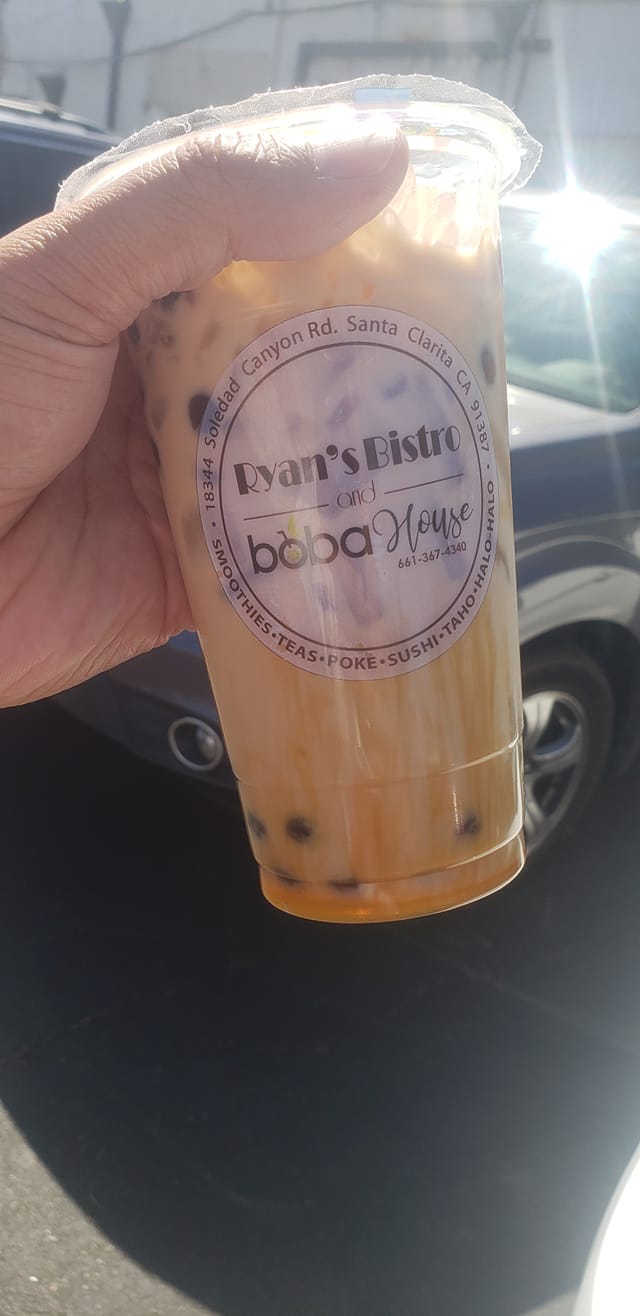 18344 Soledad Canyon Rd. Santa Clarita CA 91387
Ryan's Bistro
and
boba House
661-367-4340
SMOOTHIES•TEAS•POKE•SUSHI•TAHO•HALO-HALO